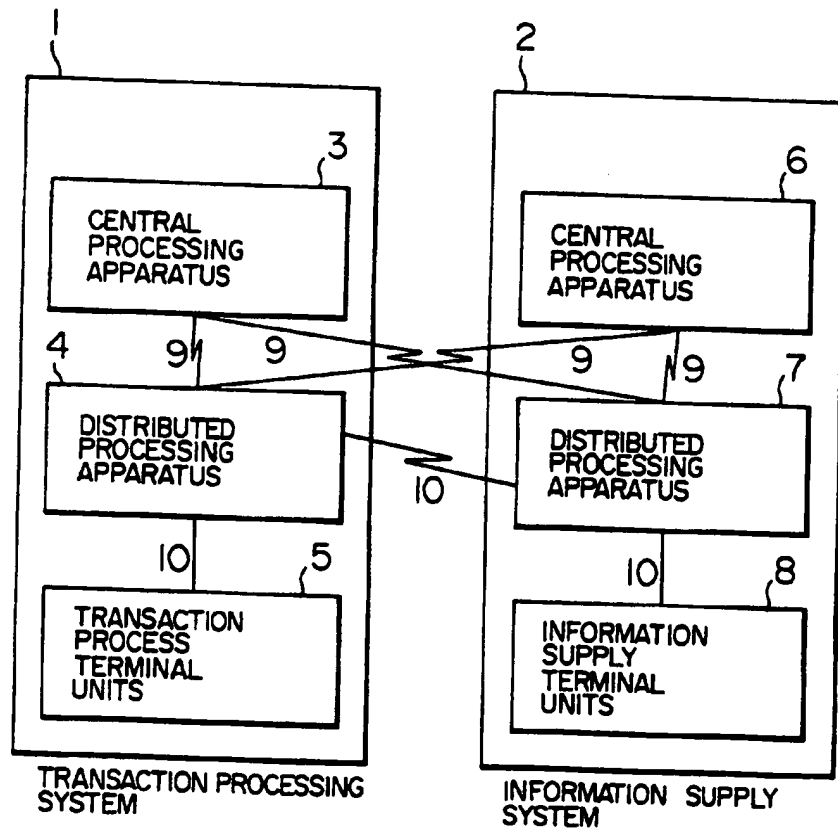 1
2
3
CENTRAL
PROCESSING
APPARATUS
6
CENTRAL
PROCESSING
APPARATUS
4
9
9
9
9
7
DISTRIBUTED
PROCESSING
APPARATUS
DISTRIBUTED
PROCESSING
APPARATUS
10
10
5
10
8
TRANSACTION
PROCESS
TERMINAL
UNITS
INFORMATION
SUPPLY
TERMINAL
UNITS
TRANSACTION PROCESSING
SYSTEM
INFORMATION SUPPLY
SYSTEM